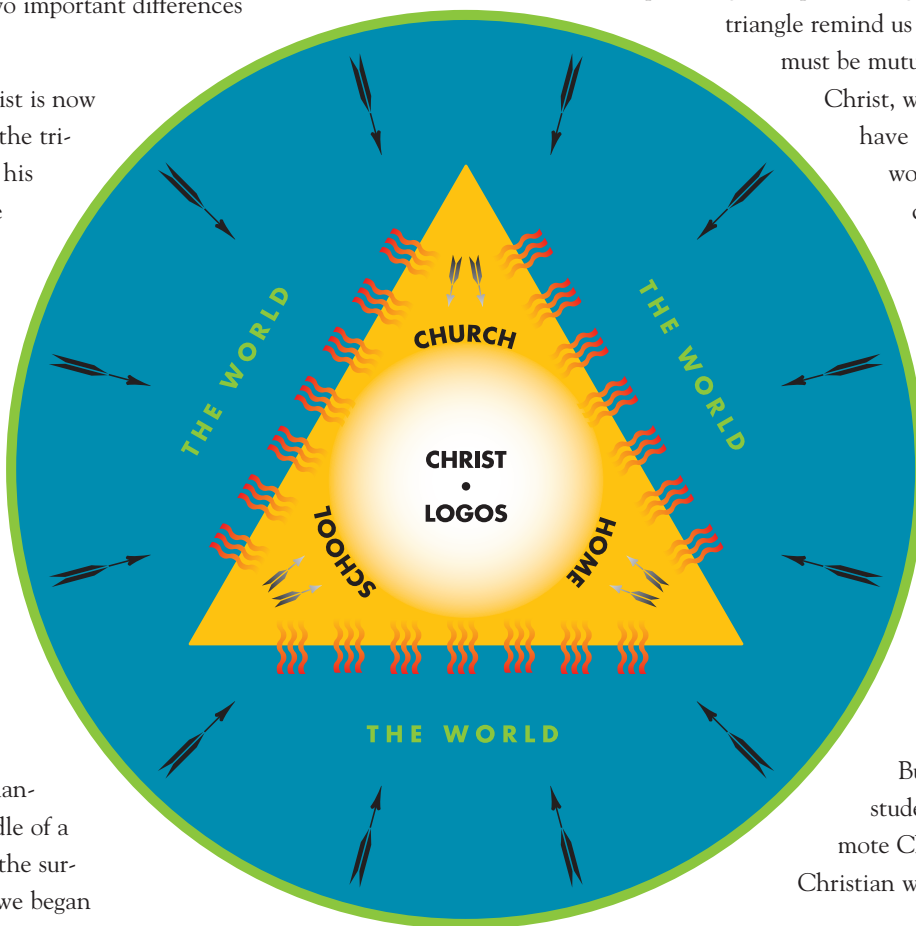 wo important differences
ist is now
the tri-
his
CHURCH
THE WORLD
THE WORLD
CHRIST
•
LOGOS
SCHOOL
HOME
THE WORLD
an-
dle of a
the sur-
we began
triangle remind us
must be mutu
Christ, w
have
wo
Bu
stude
mote C
Christian w